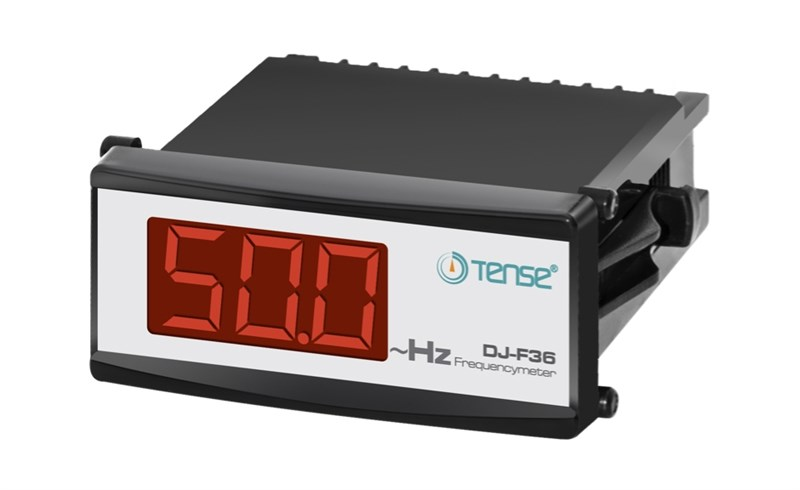 50.0
TENSE®
~Hz
DJ-F36
Frequencymeter